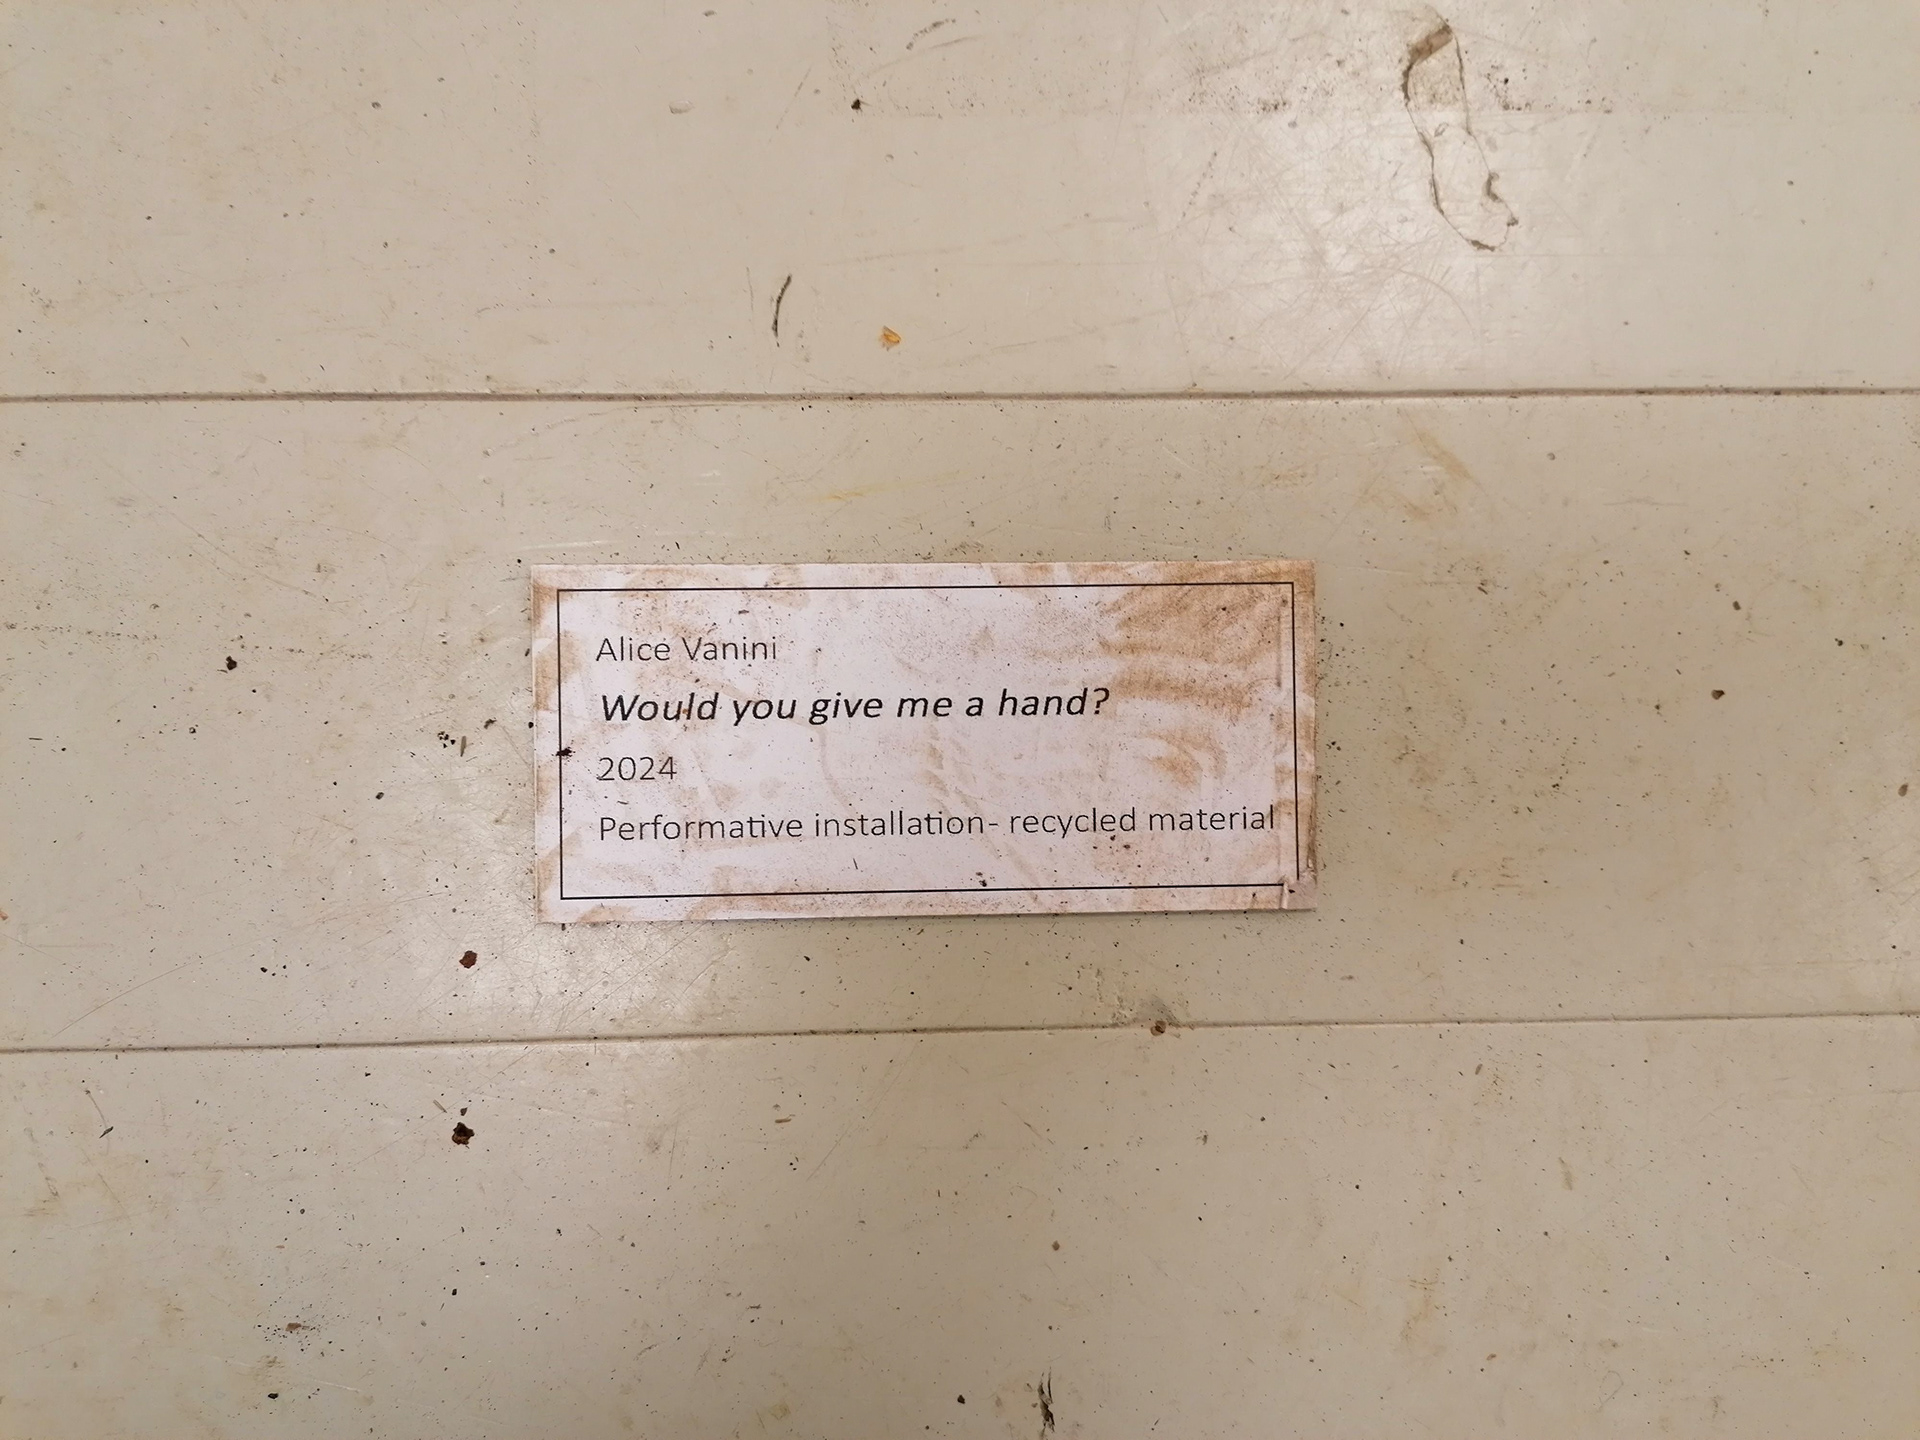 Alice Vanini
Would you give me a hand?
2024
Performative installation- recycled material